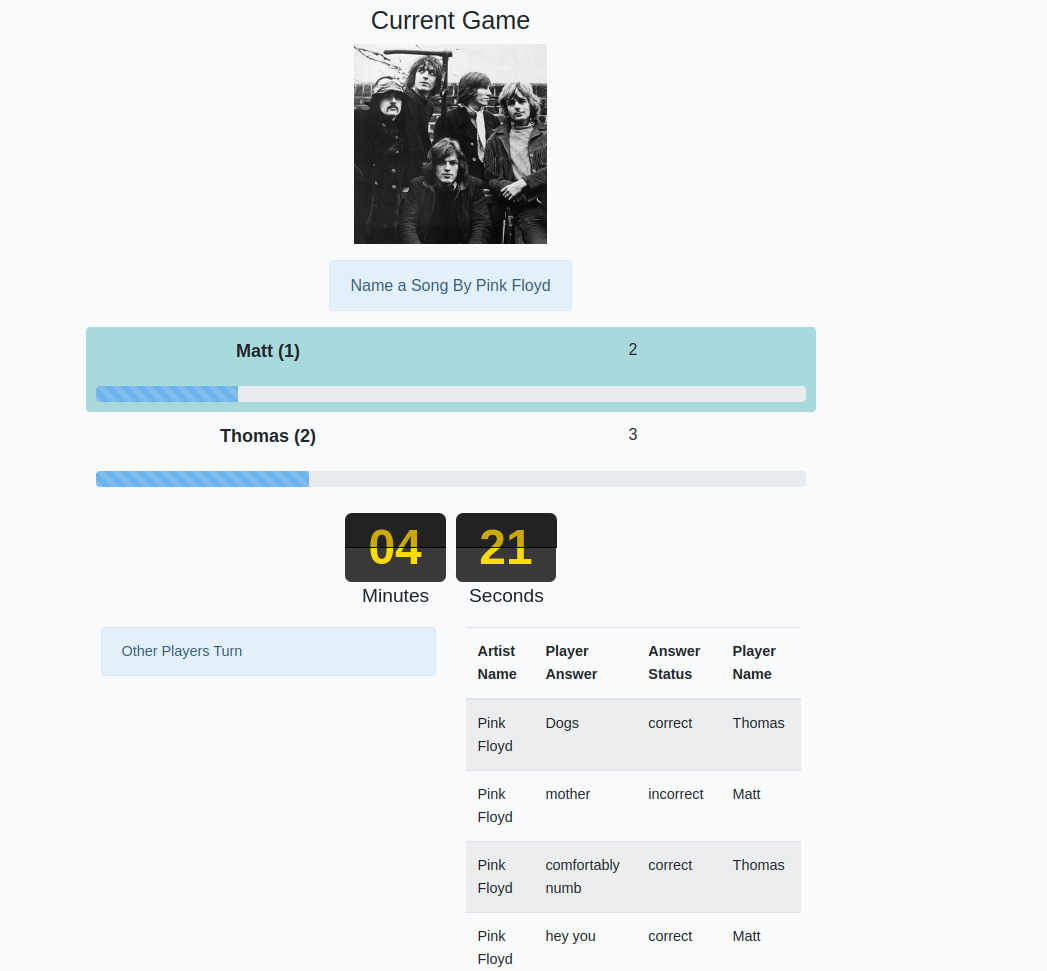 Current Game
Name a Song By Pink Floyd
Matt (1) 2
Thomas (2) 3
04 21
Minutes Seconds
Other Players Turn
Artist Name Player Answer Answer Status Player Name
Pink Floyd Dogs correct Thomas
Pink Floyd mother incorrect Matt
Pink Floyd comfortably numb correct Thomas
Pink Floyd hey you correct Matt